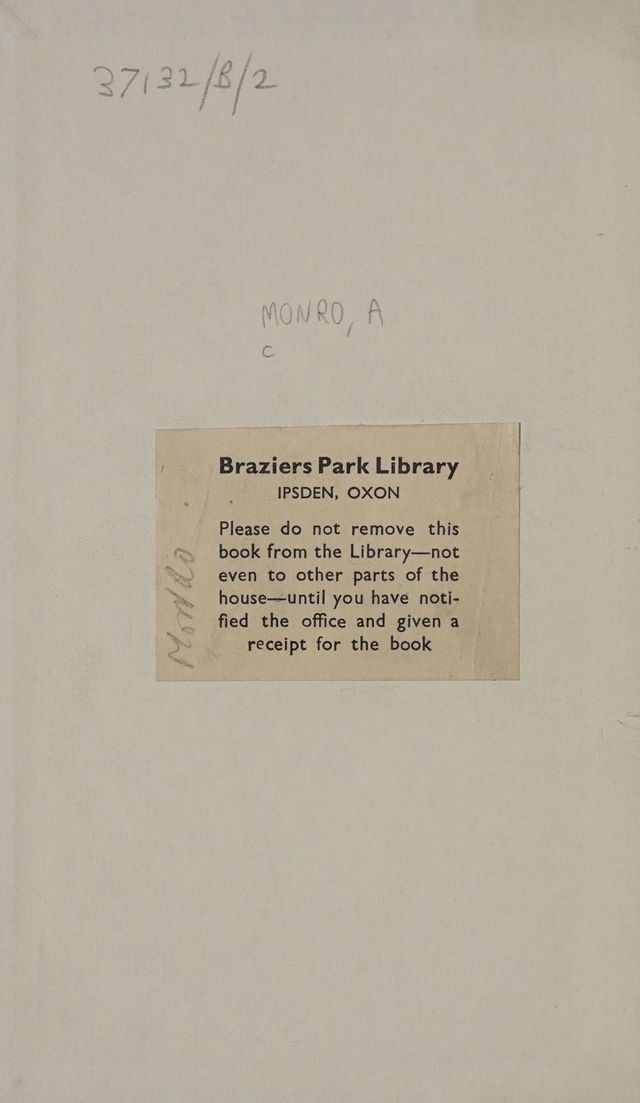 37132/B/2
MONRO, A
c
Braziers Park Library
IPSDEN, OXON
Please do not remove this
book from the Library—not
even to other parts of the
house—until you have noti-
fied the office and given a
receipt for the book
Monro